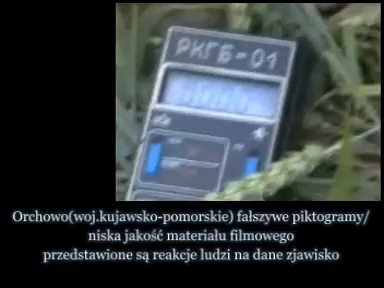 РКГБ-01
Orchowo(woj.kujawsko-pomorskie) fałszywe piktogramy/
niska jakość materiału filmowego
przedstawione są reakcje ludzi na dane zjawisko